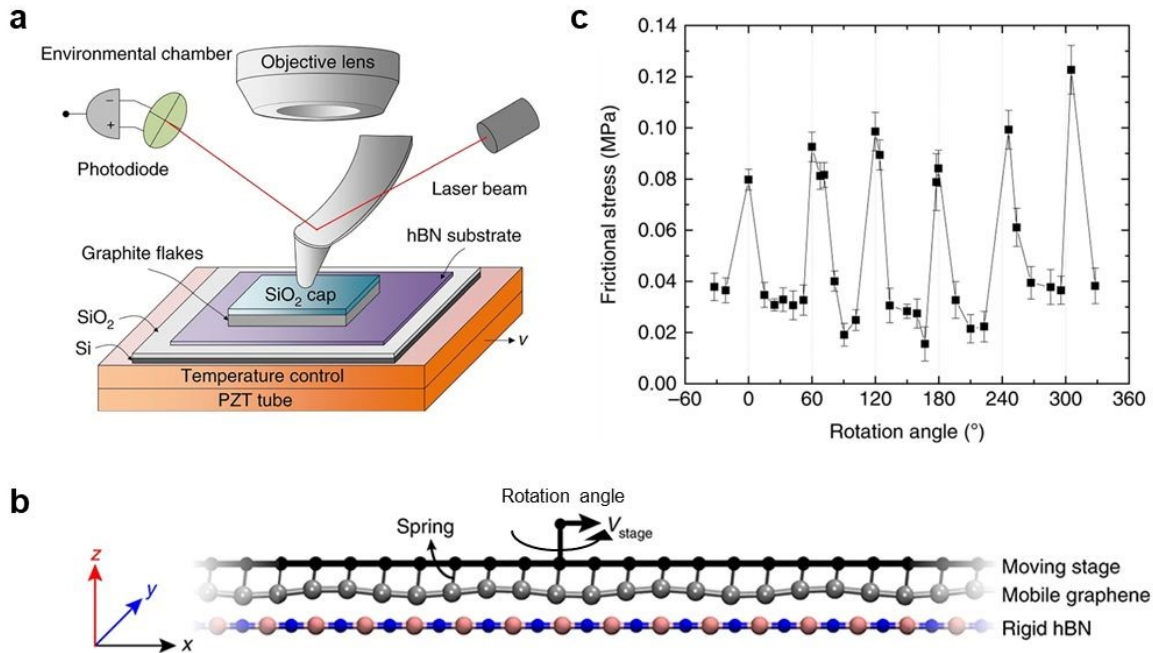 a
Environmental chamber
Objective lens
−
+
Photodiode
Laser beam
Graphite flakes
hBN substrate
SiO₂ cap
SiO₂
Si
v
Temperature control
PZT tube
c
Frictional stress (MPa)
0.14
0.12
0.10
0.08
0.06
0.04
0.02
0.00
−60 0 60 120 180 240 300 360
Rotation angle (°)
b
Rotation angle
Spring
Vstage
z
y
x
Moving stage
Mobile graphene
Rigid hBN